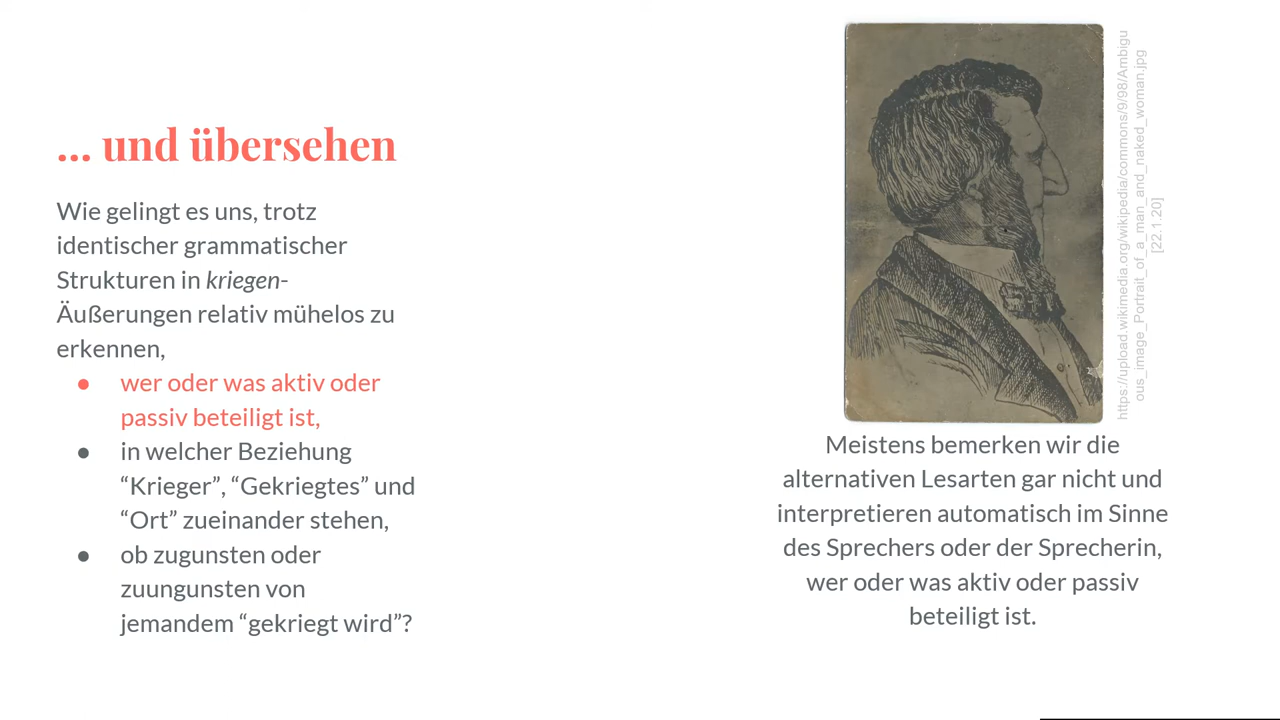 ... und übersehen
Wie gelingt es uns, trotz
identischer grammatischer
Strukturen in kriegen-
Äußerungen relativ mühelos zu
erkennen,
● wer oder was aktiv oder
passiv beteiligt ist,
● in welcher Beziehung
“Krieger”, “Gekriegtes” und
“Ort” zueinander stehen,
● ob zugunsten oder
zuungunsten von
jemandem “gekriegt wird”?
https://upload.wikimedia.org/wikipedia/commons/9/98/Ambigu
ous_image_Portrait_of_a_man_and_naked_woman.jpg
[22.1.20]
Meistens bemerken wir die
alternativen Lesarten gar nicht und
interpretieren automatisch im Sinne
des Sprechers oder der Sprecherin,
wer oder was aktiv oder passiv
beteiligt ist.